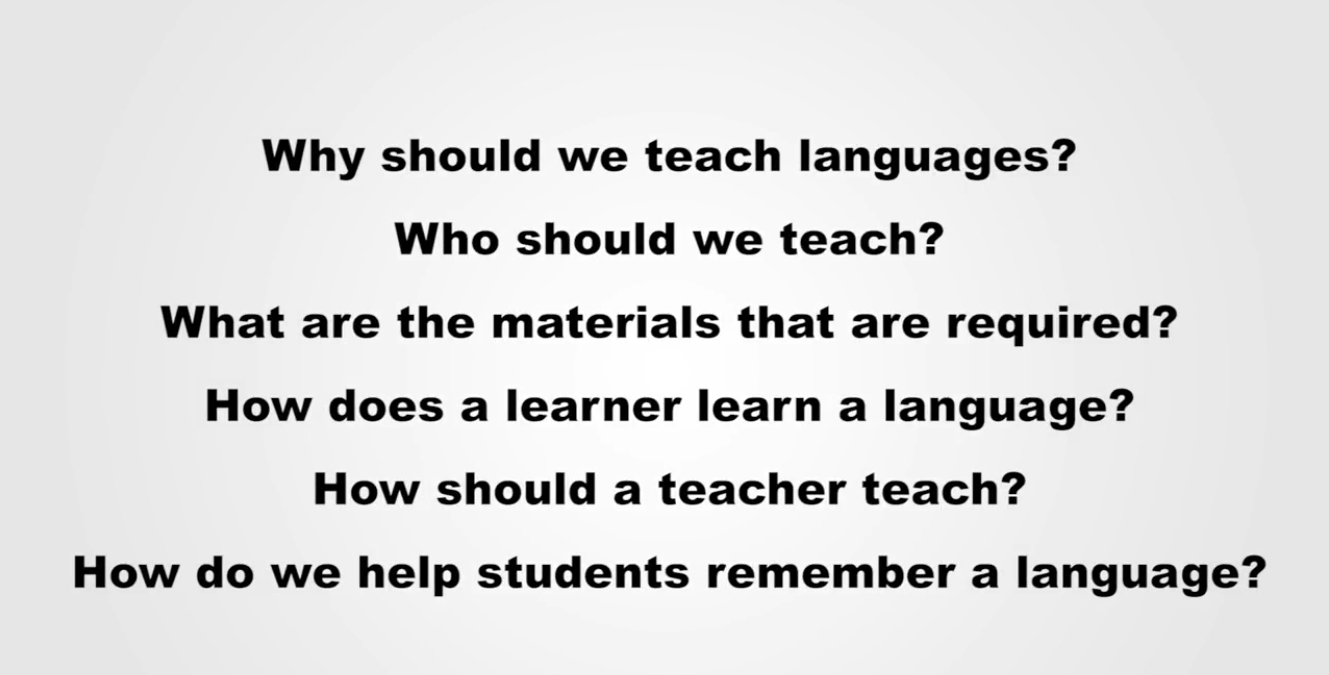 Why should we teach languages?
Who should we teach?
What are the materials that are required?
How does a learner learn a language?
How should a teacher teach?
How do we help students remember a language?